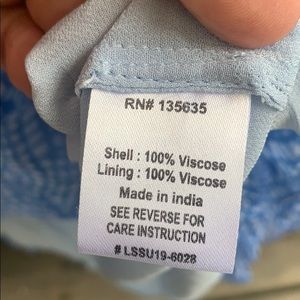 RN# 135635
Shell : 100% Viscose
Lining : 100% Viscose
Made in india
SEE REVERSE FOR
CARE INSTRUCTION
# LSSU19-6028